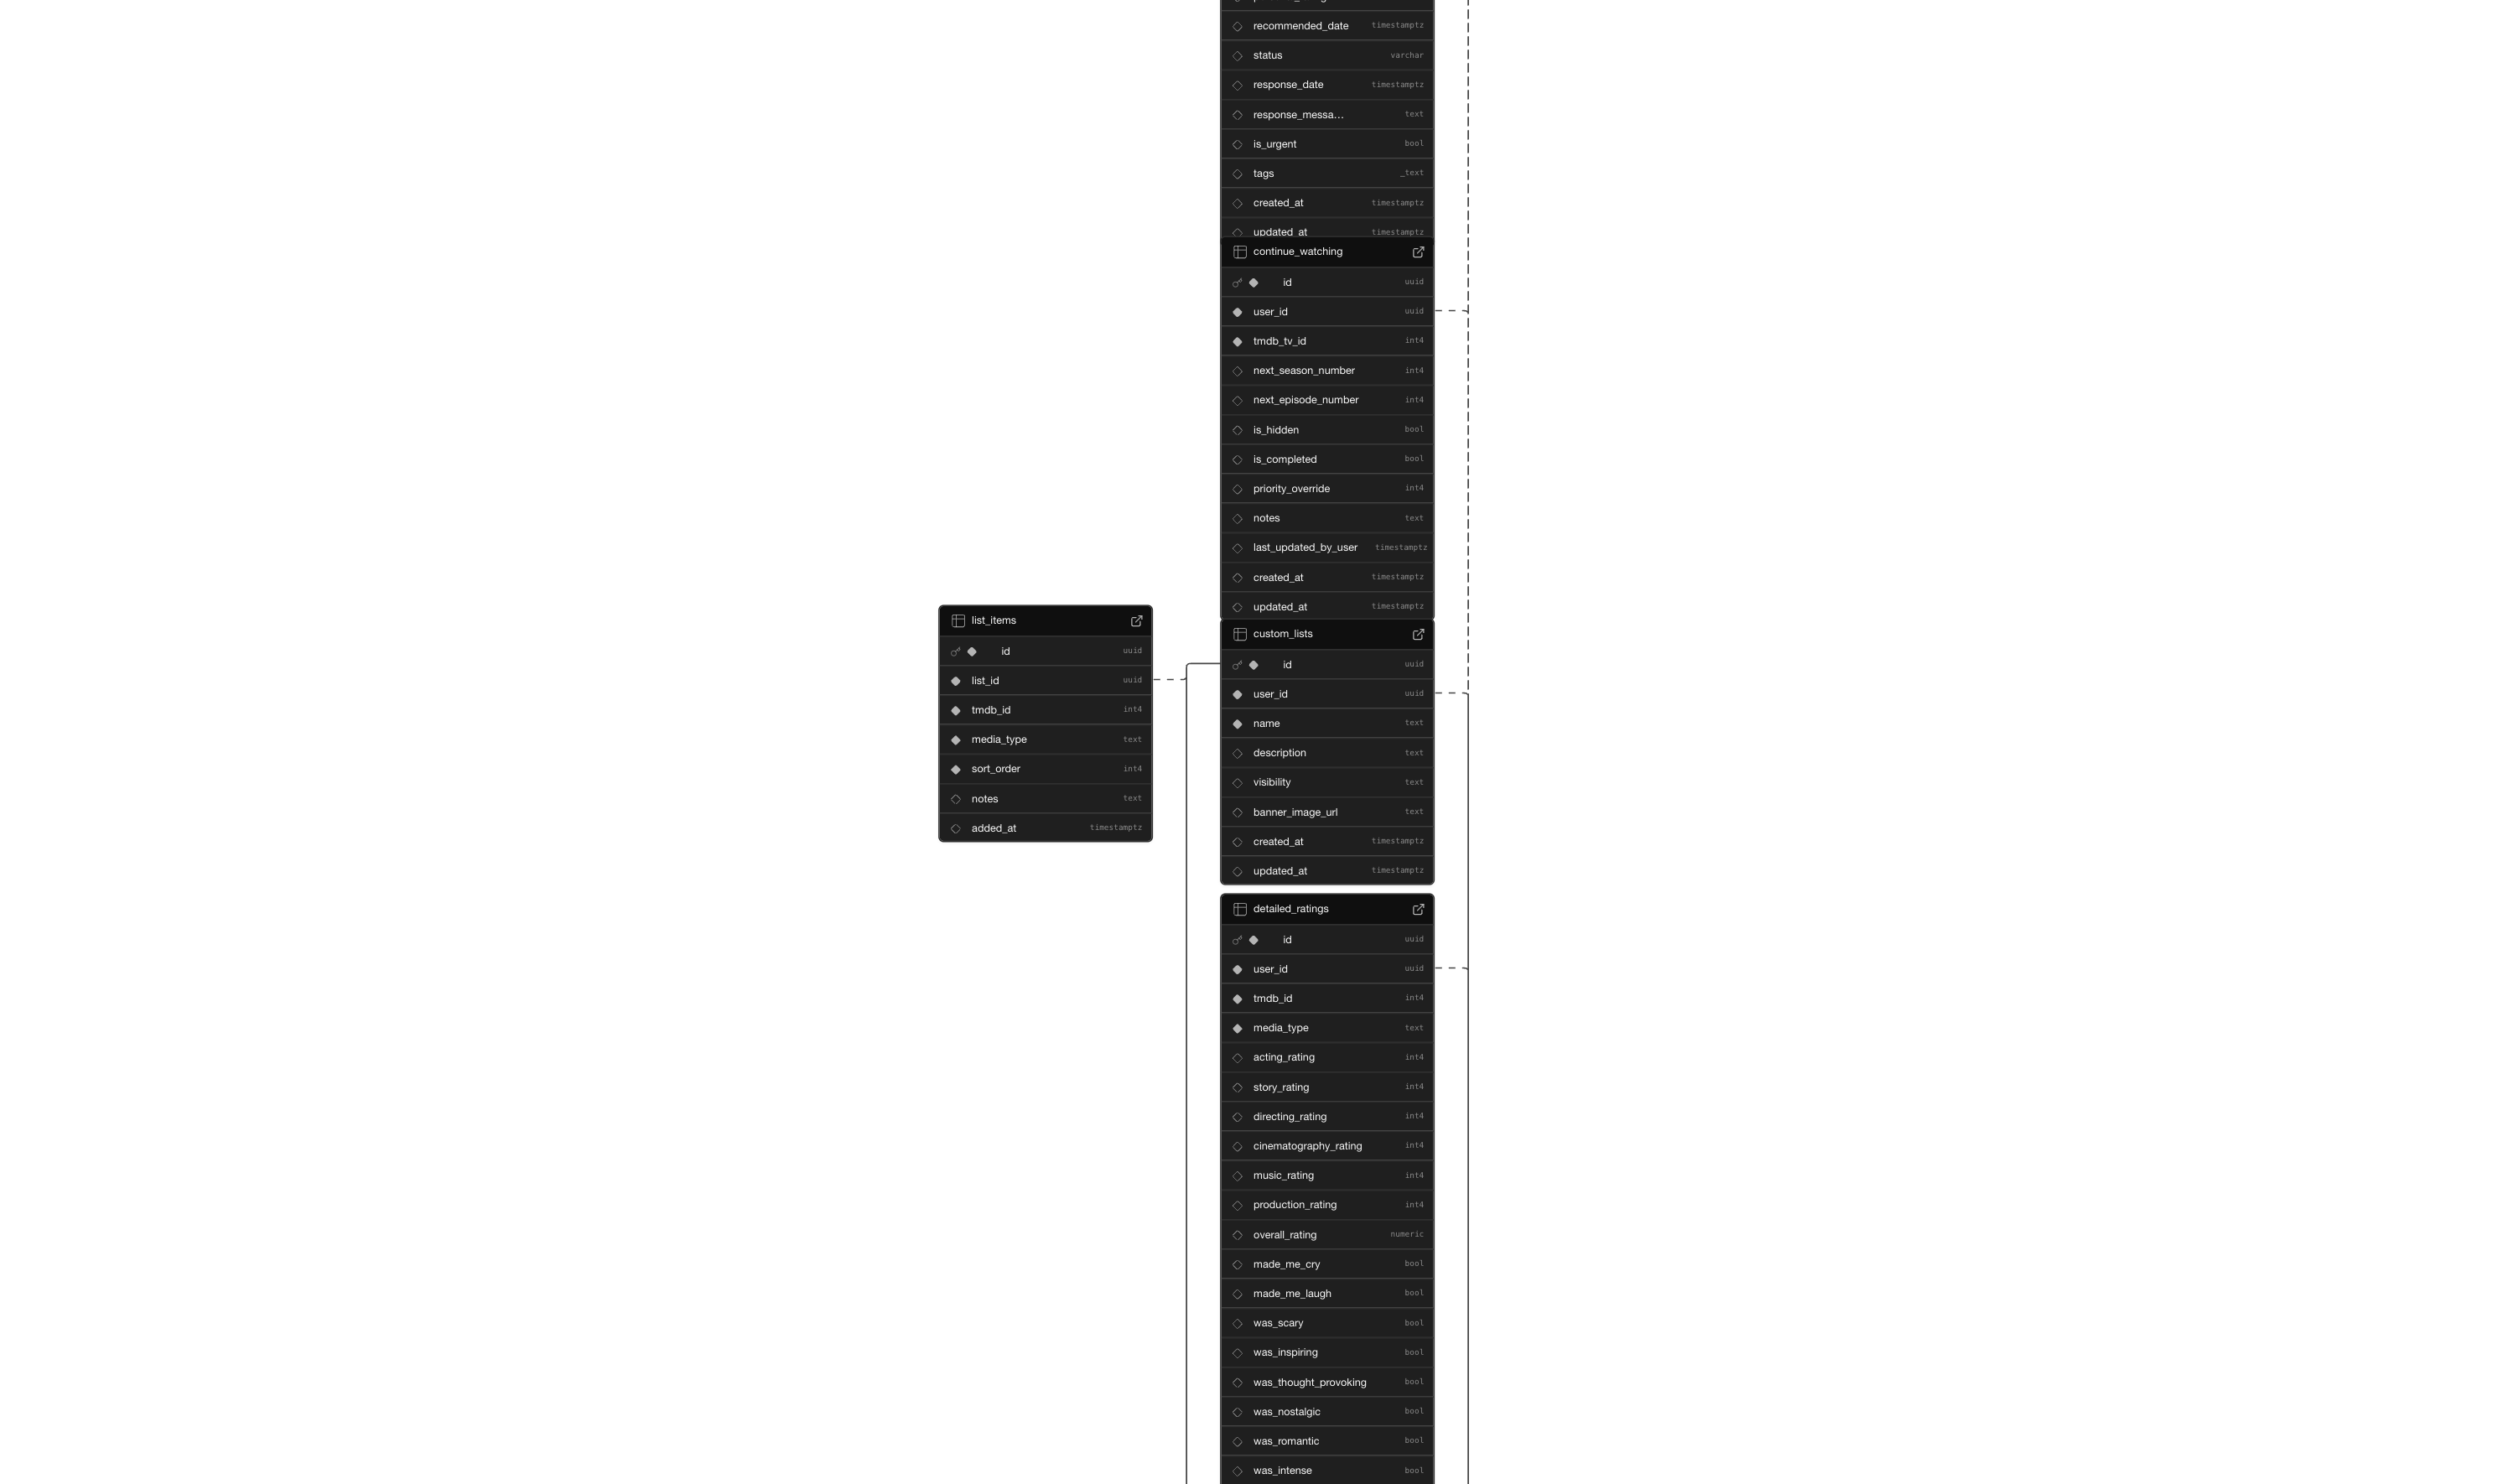 recommended_date timestamptz
status varchar
response_date timestamptz
response_messa... text
is_urgent bool
tags _text
created_at timestamptz
updated_at timestamptz
continue_watching
id uuid
user_id uuid
tmdb_tv_id int4
next_season_number int4
next_episode_number int4
is_hidden bool
is_completed bool
priority_override int4
notes text
last_updated_by_user timestamptz
created_at timestamptz
updated_at timestamptz
list_items
id uuid
list_id uuid
tmdb_id int4
media_type text
sort_order int4
notes text
added_at timestamptz
custom_lists
id uuid
user_id uuid
name text
description text
visibility text
banner_image_url text
created_at timestamptz
updated_at timestamptz
detailed_ratings
id uuid
user_id uuid
tmdb_id int4
media_type text
acting_rating int4
story_rating int4
directing_rating int4
cinematography_rating int4
music_rating int4
production_rating int4
overall_rating numeric
made_me_cry bool
made_me_laugh bool
was_scary bool
was_inspiring bool
was_thought_provoking bool
was_nostalgic bool
was_romantic bool
was_intense bool